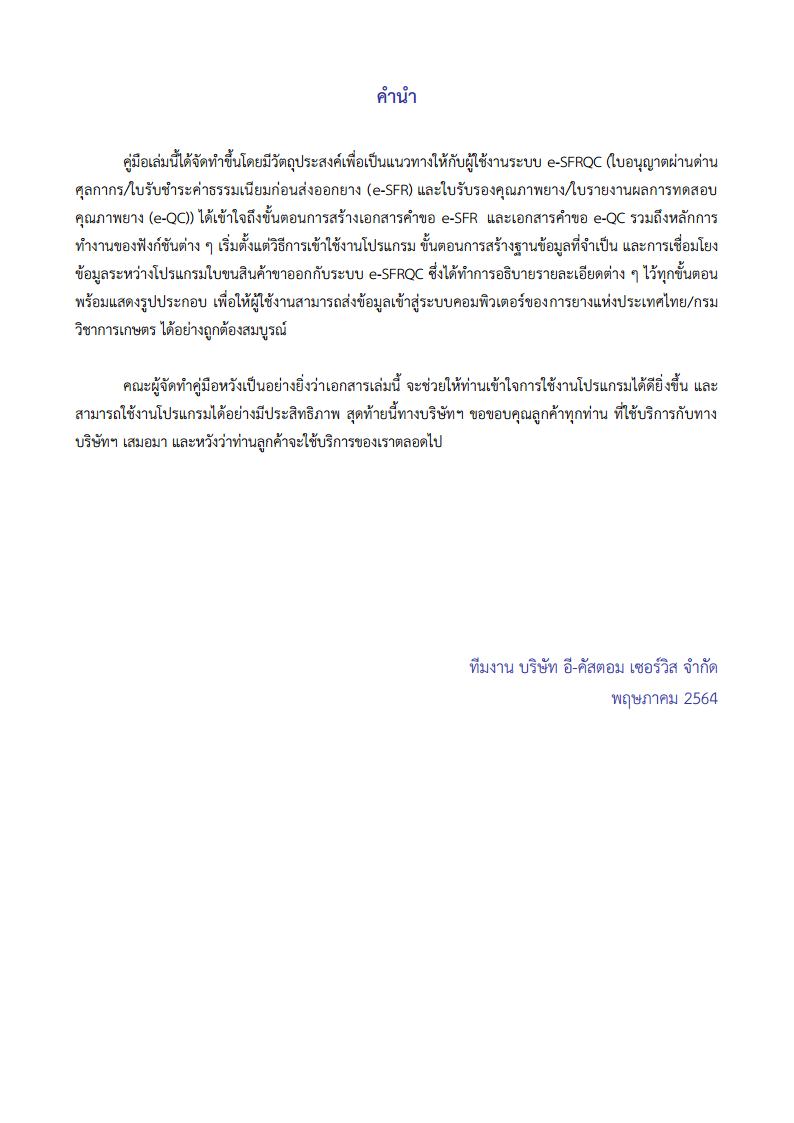 คำนำ
คู่มือเล่มนี้ได้จัดทำขึ้นโดยมีวัตถุประสงค์เพื่อเป็นแนวทางให้กับผู้ใช้งานระบบ e-SFRQC (ใบอนุญาตผ่านด่าน
ศุลกากร/ใบรับชำระค่าธรรมเนียมก่อนส่งออกยาง (e-SFR) และใบรับรองคุณภาพยาง/ใบรายงานผลการทดสอบ
คุณภาพยาง (e-QC)) ได้เข้าใจถึงขั้นตอนการสร้างเอกสารคำขอ e-SFR และเอกสารคำขอ e-QC รวมถึงหลักการ
ทำงานของฟังก์ชันต่าง ๆ เริ่มตั้งแต่วิธีการเข้าใช้งานโปรแกรม ขั้นตอนการสร้างฐานข้อมูลที่จำเป็น และการเชื่อมโยง
ข้อมูลระหว่างโปรแกรมใบขนสินค้าขาออกกับระบบ e-SFRQC ซึ่งได้ทำการอธิบายรายละเอียดต่าง ๆ ไว้ทุกขั้นตอน
พร้อมแสดงรูปประกอบ เพื่อให้ผู้ใช้งานสามารถส่งข้อมูลเข้าสู่ระบบคอมพิวเตอร์ของการยางแห่งประเทศไทย/กรม
วิชาการเกษตร ได้อย่างถูกต้องสมบูรณ์
คณะผู้จัดทำคู่มือหวังเป็นอย่างยิ่งว่าเอกสารเล่มนี้ จะช่วยให้ท่านเข้าใจการใช้งานโปรแกรมได้ดียิ่งขึ้น และ
สามารถใช้งานโปรแกรมได้อย่างมีประสิทธิภาพ สุดท้ายนี้ทางบริษัทฯ ขอขอบคุณลูกค้าทุกท่าน ที่ใช้บริการกับทาง
บริษัทฯ เสมอมา และหวังว่าท่านลูกค้าจะใช้บริการของเราตลอดไป
ทีมงาน บริษัท อี-คัสตอม เซอร์วิส จำกัด
พฤษภาคม 2564